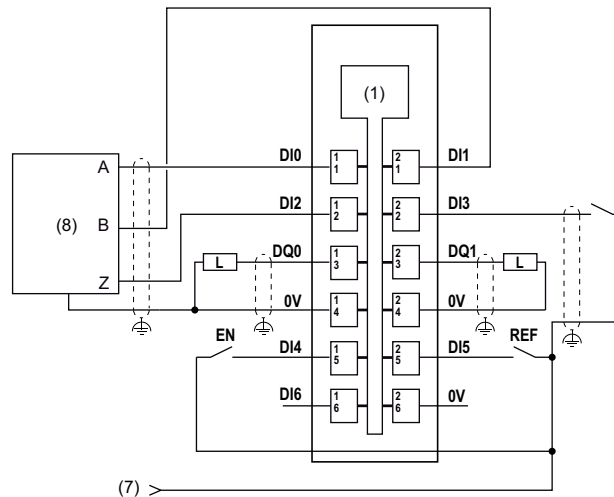 (1)
A
DI0
1 1
2 1
DI1
(8)
B
DI2
1 2
2 2
DI3
Z
L
DQ0
1 3
2 3
DQ1
L
0V
1 4
2 4
0V
EN
DI4
1 5
2 5
DI5
REF
DI6
1 6
2 6
0V
(7)